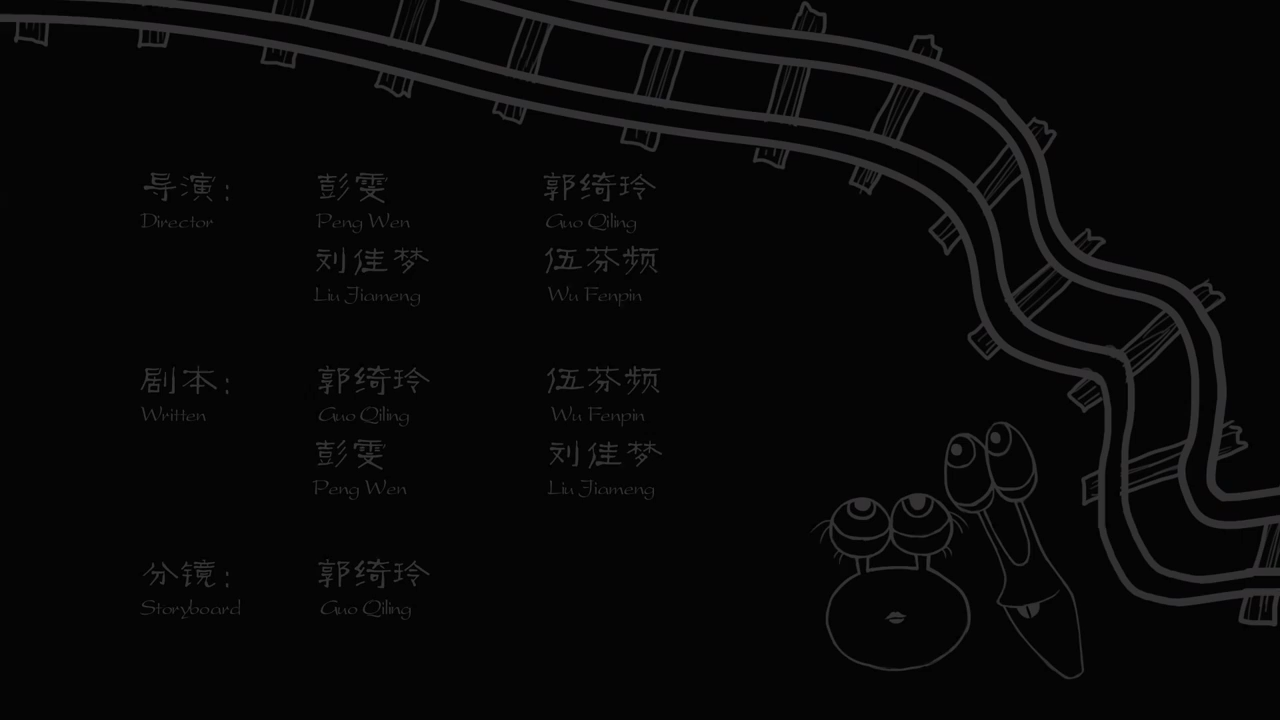 导演： 彭雯 郭绮玲
Director Peng Wen Guo Qiling
刘佳梦 伍芬频
Liu Jiameng Wu Fenpin
剧本： 郭绮玲 伍芬频
Written Guo Qiling Wu Fenpin
彭雯 刘佳梦
Peng Wen Liu Jiameng
分镜： 郭绮玲
Storyboard Guo Qiling